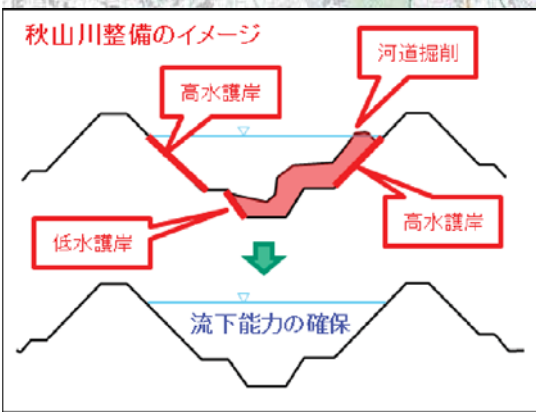 秋山川整備のイメージ
河道掘削
高水護岸
高水護岸
低水護岸
流下能力の確保